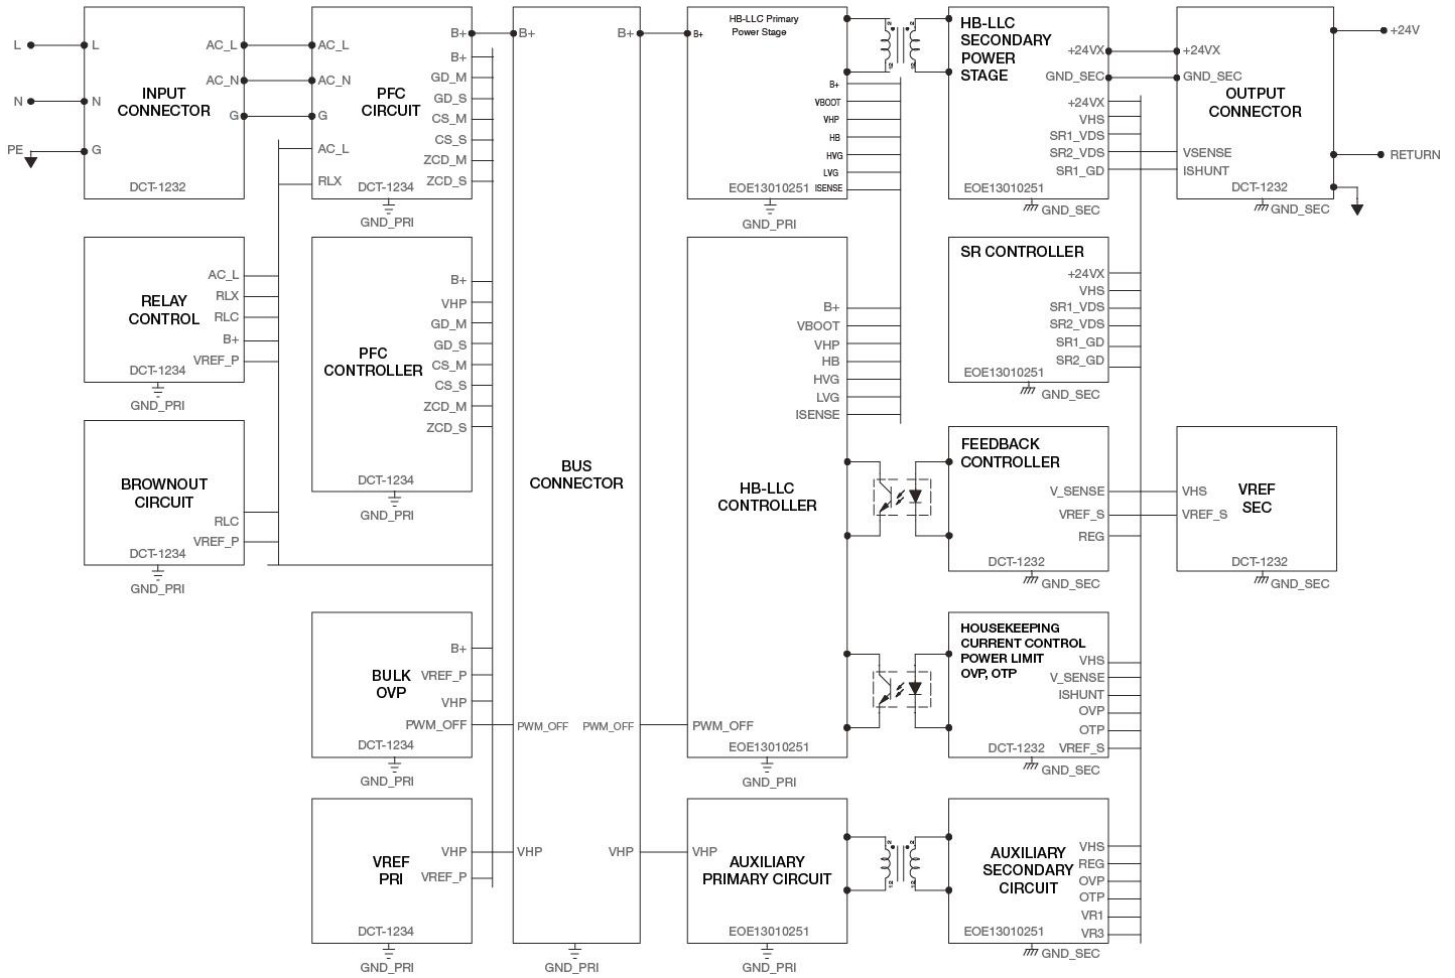 L
N
PE
L
N
G
AC_L
AC_N
G
INPUT
CONNECTOR
DCT-1232
AC_L
AC_N
G
AC_L
RLX
PFC
CIRCUIT
DCT-1234
B+
B+
GD_M
GD_S
CS_M
CS_S
ZCD_M
ZCD_S
GND_PRI
AC_L
RLX
RLC
B+
VREF_P
RELAY
CONTROL
DCT-1234
GND_PRI
BROWNOUT
CIRCUIT
RLC
VREF_P
DCT-1234
GND_PRI
B+
VHP
GD_M
GD_S
CS_M
CS_S
ZCD_M
ZCD_S
PFC
CONTROLLER
DCT-1234
GND_PRI
B+
VREF_P
VHP
PWM_OFF
BULK
OVP
DCT-1234
GND_PRI
VHP
VREF_P
VREF
PRI
DCT-1234
GND_PRI
B+
B+
BUS
CONNECTOR
PWM_OFF
PWM_OFF
VHP
VHP
GND_PRI
HB-LLC Primary
Power Stage
B+
B+
VBOOT
VHP
HB
HVG
LVG
ISENSE
EOE13010251
GND_PRI
2
12
2
12
B+
VBOOT
VHP
HB
HVG
LVG
ISENSE
HB-LLC
CONTROLLER
PWM_OFF
EOE13010251
GND_PRI
VHP
AUXILIARY
PRIMARY CIRCUIT
EOE13010251
GND_PRI
2
12
2
12
HB-LLC
SECONDARY
POWER
STAGE
+24VX
GND_SEC
+24VX
VHS
SR1_VDS
SR2_VDS
SR1_GD
EOE13010251
GND_SEC
SR CONTROLLER
+24VX
VHS
SR1_VDS
SR2_VDS
SR1_GD
SR2_GD
EOE13010251
GND_SEC
FEEDBACK
CONTROLLER
V_SENSE
VREF_S
REG
DCT-1232
GND_SEC
HOUSEKEEPING
CURRENT CONTROL
POWER LIMIT
OVP, OTP
VHS
V_SENSE
ISHUNT
OVP
OTP
VREF_S
DCT-1232
GND_SEC
AUXILIARY
SECONDARY
CIRCUIT
VHS
REG
OVP
OTP
VR1
VR3
EOE13010251
GND_SEC
+24VX
GND_SEC
OUTPUT
CONNECTOR
VSENSE
ISHUNT
DCT-1232
GND_SEC
+24V
RETURN
VHS
VREF_S
VREF
SEC
DCT-1232
GND_SEC